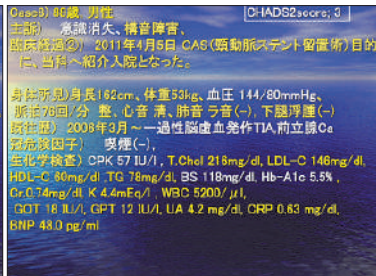 Case3) 86歳 男性
CHADS2score; 3
主訴) 意識消失、構音障害、
臨床経過②) 2011年4月5日 CAS(頸動脈ステント留置術)目的
に、当科へ紹介入院となった。
身体所見)身長162cm、体重53kg、血圧 144/80mmHg、
脈拍76回/分 整、心音 清、肺音 ラ音(-)、下腿浮腫(-)
既往歴) 2006年3月~一過性脳虚血発作TIA,前立腺Ca
冠危険因子) 喫煙(-)、
生化学検査) CPK 57 IU/l , T.Chol 216mg/dl, LDL-C 146mg/dl,
HDL-C 60mg/dl ,TG 78mg/dl, BS 118mg/dl, Hb-A1c 5.5% ,
Cr.0.74mg/dl, K 4.4mEq/l , WBC 5200/μl,
GOT 18 IU/l, GPT 12 IU/l, UA 4.2 mg/dl, CRP 0.63 mg/dl,
BNP 48.0 pg/ml